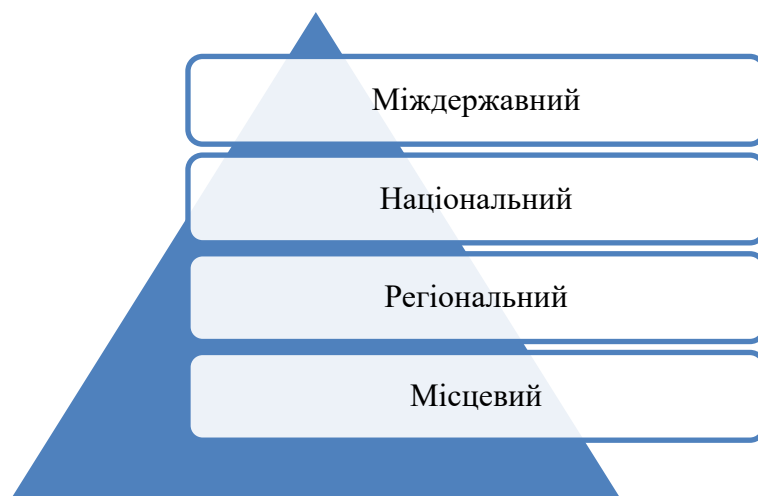 Міждержавний
Національний
Регіональний
Місцевий